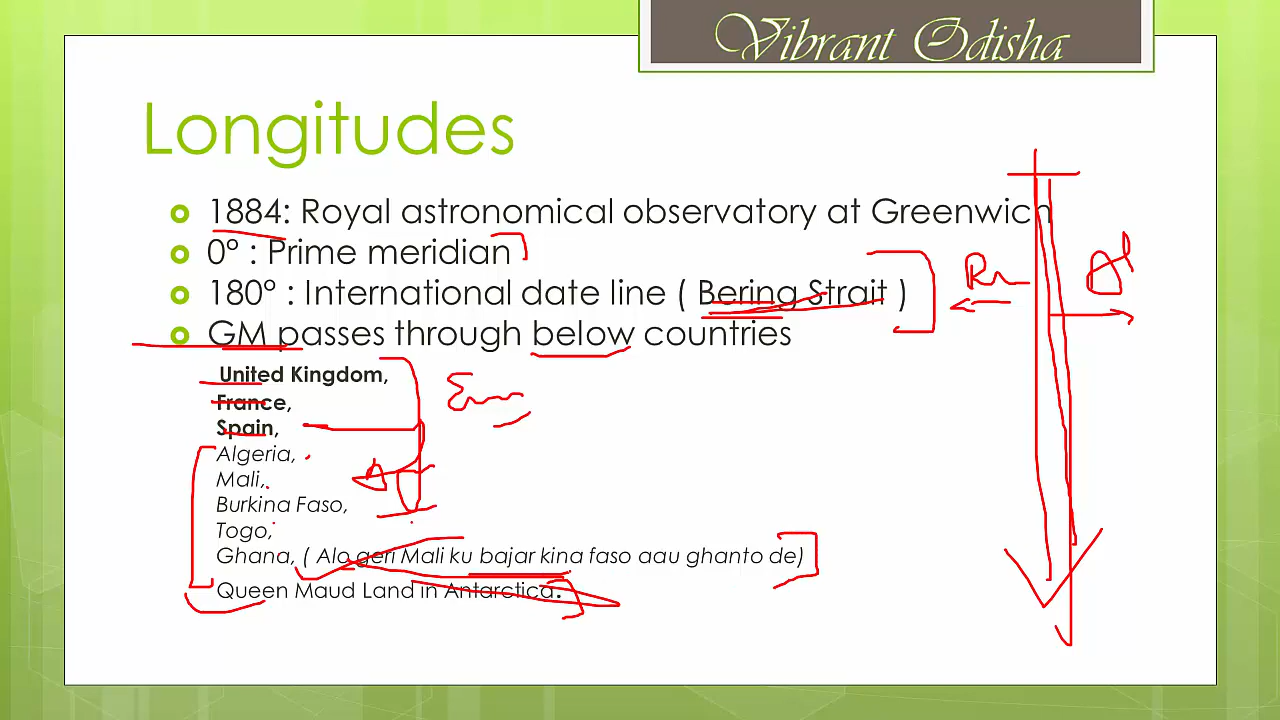 Vibrant Odisha
Longitudes
1884: Royal astronomical observatory at Greenwich
0° : Prime meridian
180° : International date line ( Bering Strait )
GM passes through below countries
United Kingdom,
France,
Spain,
Algeria,
Mali,
Burkina Faso,
Togo,
Ghana, ( Alo geri Mali ku bajar kina faso aau ghanto de)
Queen Maud Land in Antarctica.